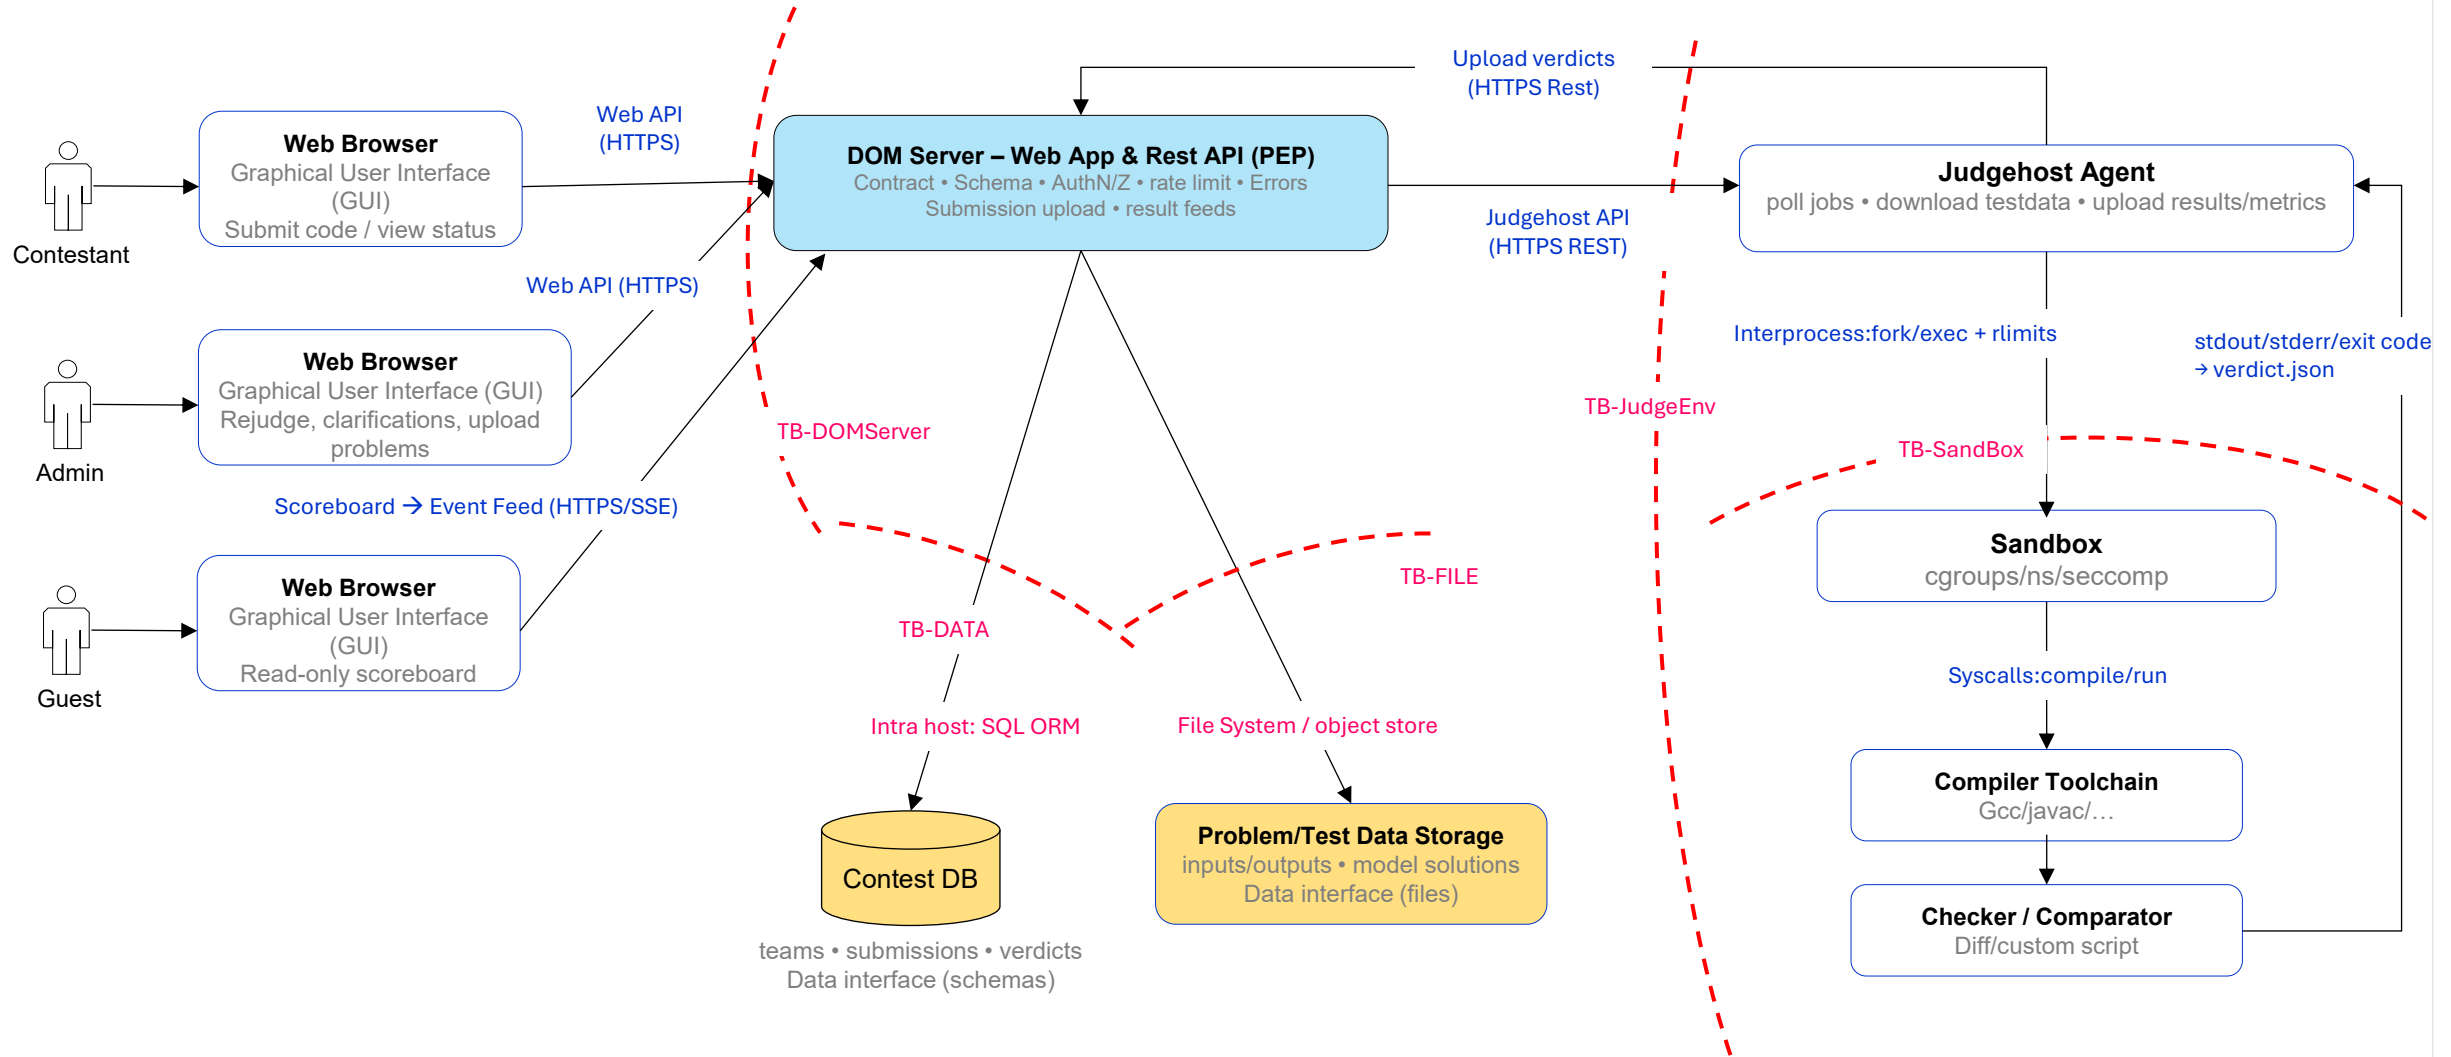 Upload verdicts
(HTTPS Rest)
Web API
(HTTPS)
Web Browser
Graphical User Interface
(GUI)
Submit code / view status
Contestant
DOM Server – Web App & Rest API (PEP)
Contract • Schema • AuthN/Z • rate limit • Errors
Submission upload • result feeds
Judgehost Agent
poll jobs • download testdata • upload results/metrics
Judgehost API
(HTTPS REST)
Web API (HTTPS)
Interprocess:fork/exec + rlimits
stdout/stderr/exit code
→ verdict.json
Web Browser
Graphical User Interface (GUI)
Rejudge, clarifications, upload
problems
Admin
TB-DOMServer
TB-JudgeEnv
TB-SandBox
Scoreboard → Event Feed (HTTPS/SSE)
Sandbox
cgroups/ns/seccomp
Web Browser
Graphical User Interface
(GUI)
Read-only scoreboard
Guest
TB-FILE
TB-DATA
Syscalls:compile/run
Intra host: SQL ORM
File System / object store
Compiler Toolchain
Gcc/javac/…
Contest DB
teams • submissions • verdicts
Data interface (schemas)
Problem/Test Data Storage
inputs/outputs • model solutions
Data interface (files)
Checker / Comparator
Diff/custom script